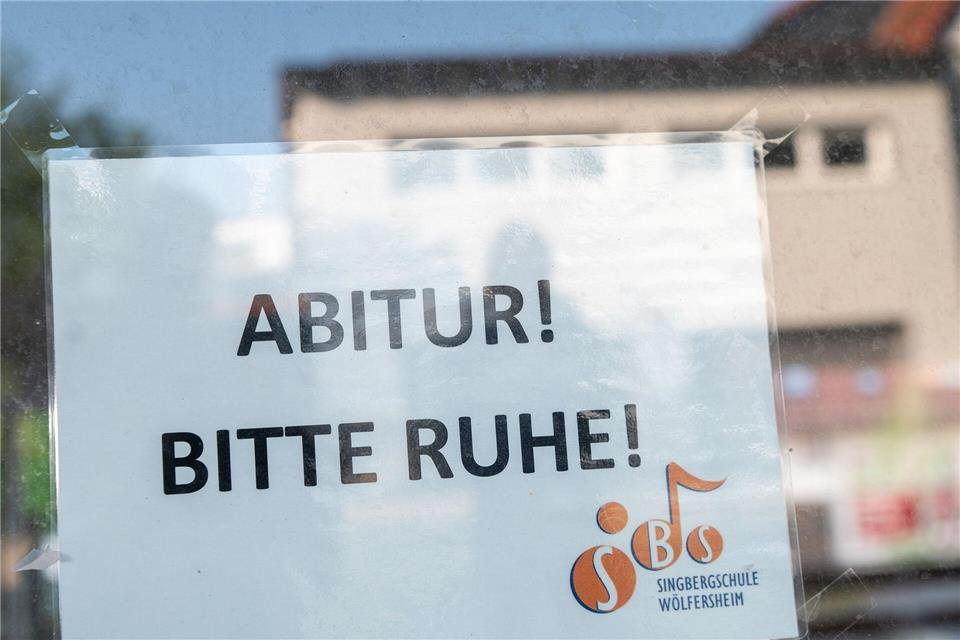 ABITUR!
BITTE RUHE!
SBS
SINGBERGSCHULE
WÖLFERSHEIM